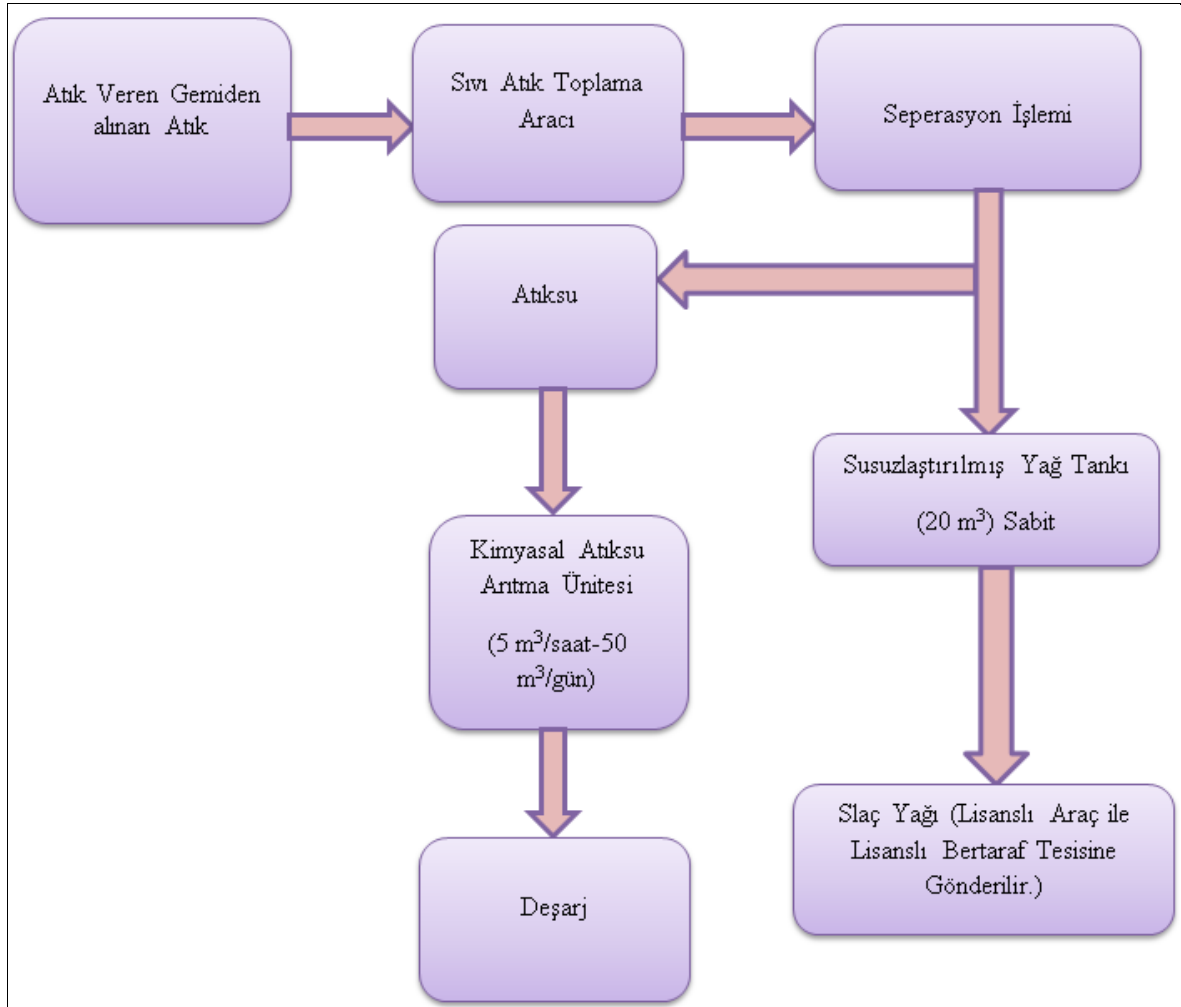 Atık Veren Gemiden
alınan Atık
Sıvı Atık Toplama
Aracı
Seperasyon İşlemi
Atıksu
Susuzlaştırılmış Yağ Tankı
(20 m³) Sabit
Kimyasal Atıksu
Arıtma Ünitesi
(5 m³/saat-50
m³/gün)
Slaç Yağı (Lisanslı Araç ile
Lisanslı Bertaraf Tesisine
Gönderilir.)
Deşarj